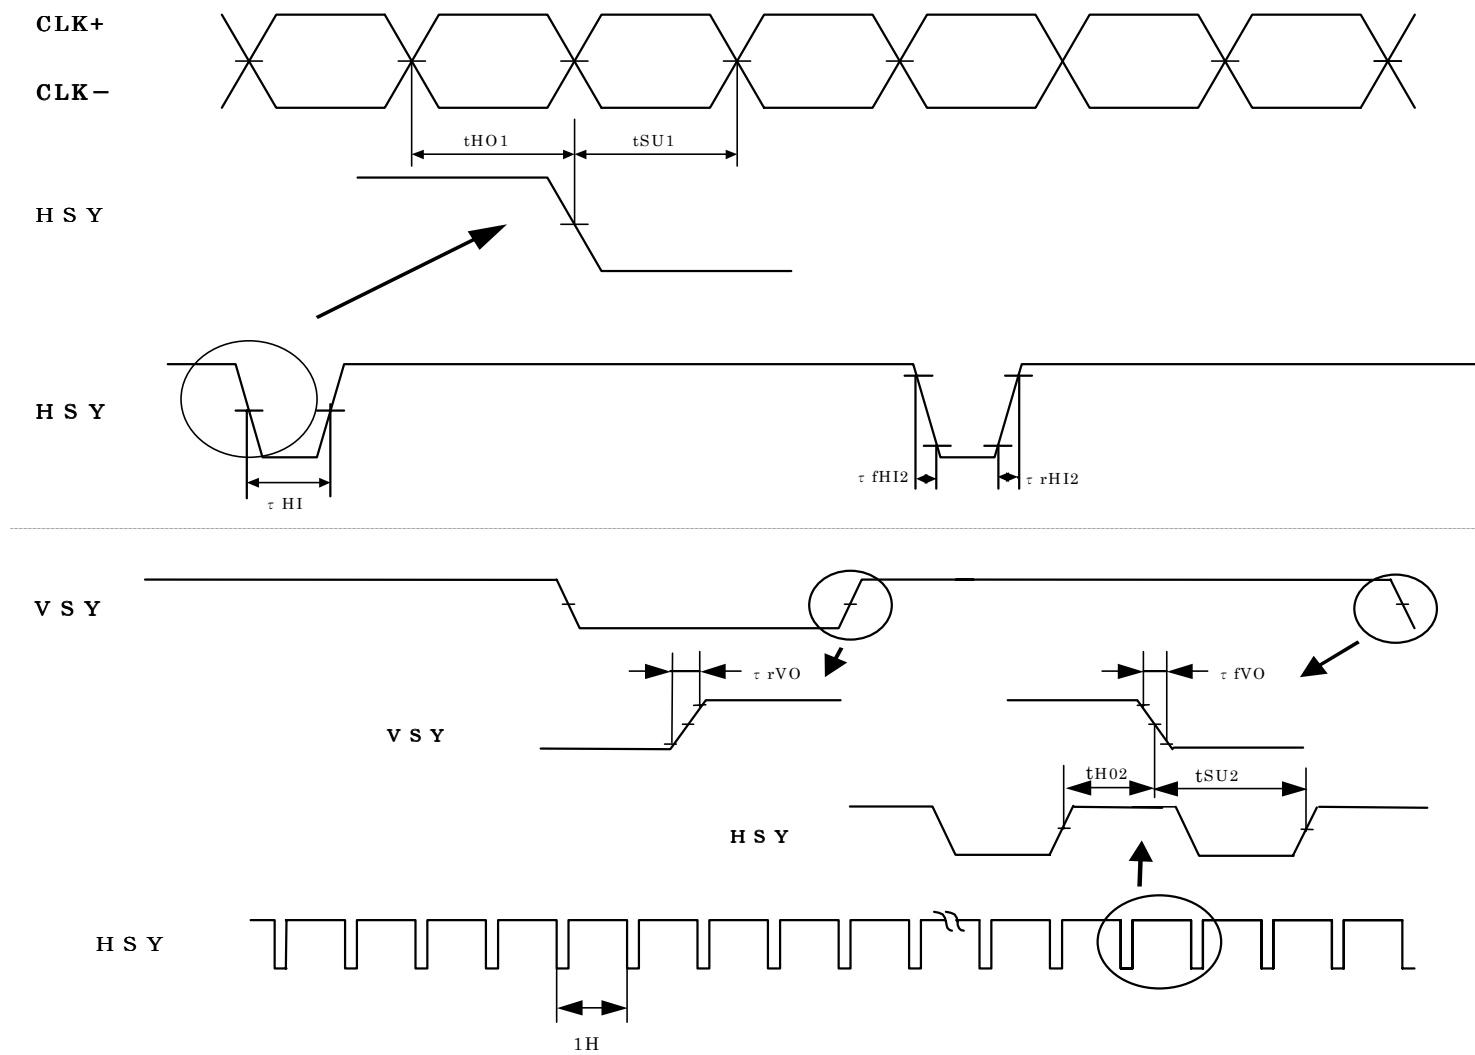 CLK+
CLK−
tHO1
tSU1
H S Y
H S Y
τ fHI2
τ rHI2
τ HI
V S Y
τ rVO
τ fVO
V S Y
tH02
tSU2
H S Y
H S Y
1H